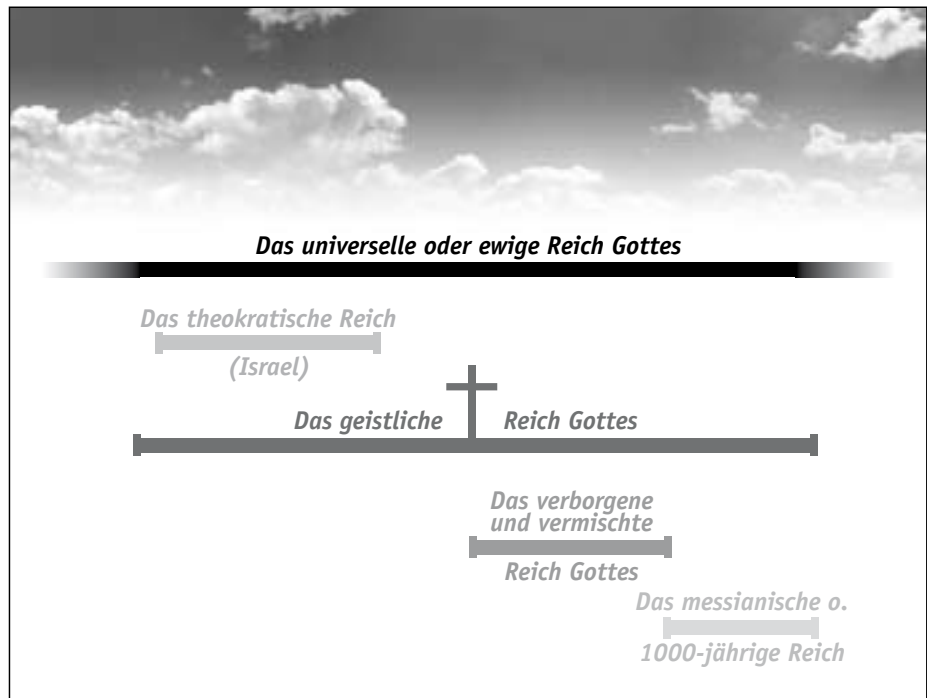 Das universelle oder ewige Reich Gottes
Das theokratische Reich
(Israel)
Das geistliche Reich Gottes
Das verborgene
und vermischte
Reich Gottes
Das messianische o.
1000-jährige Reich